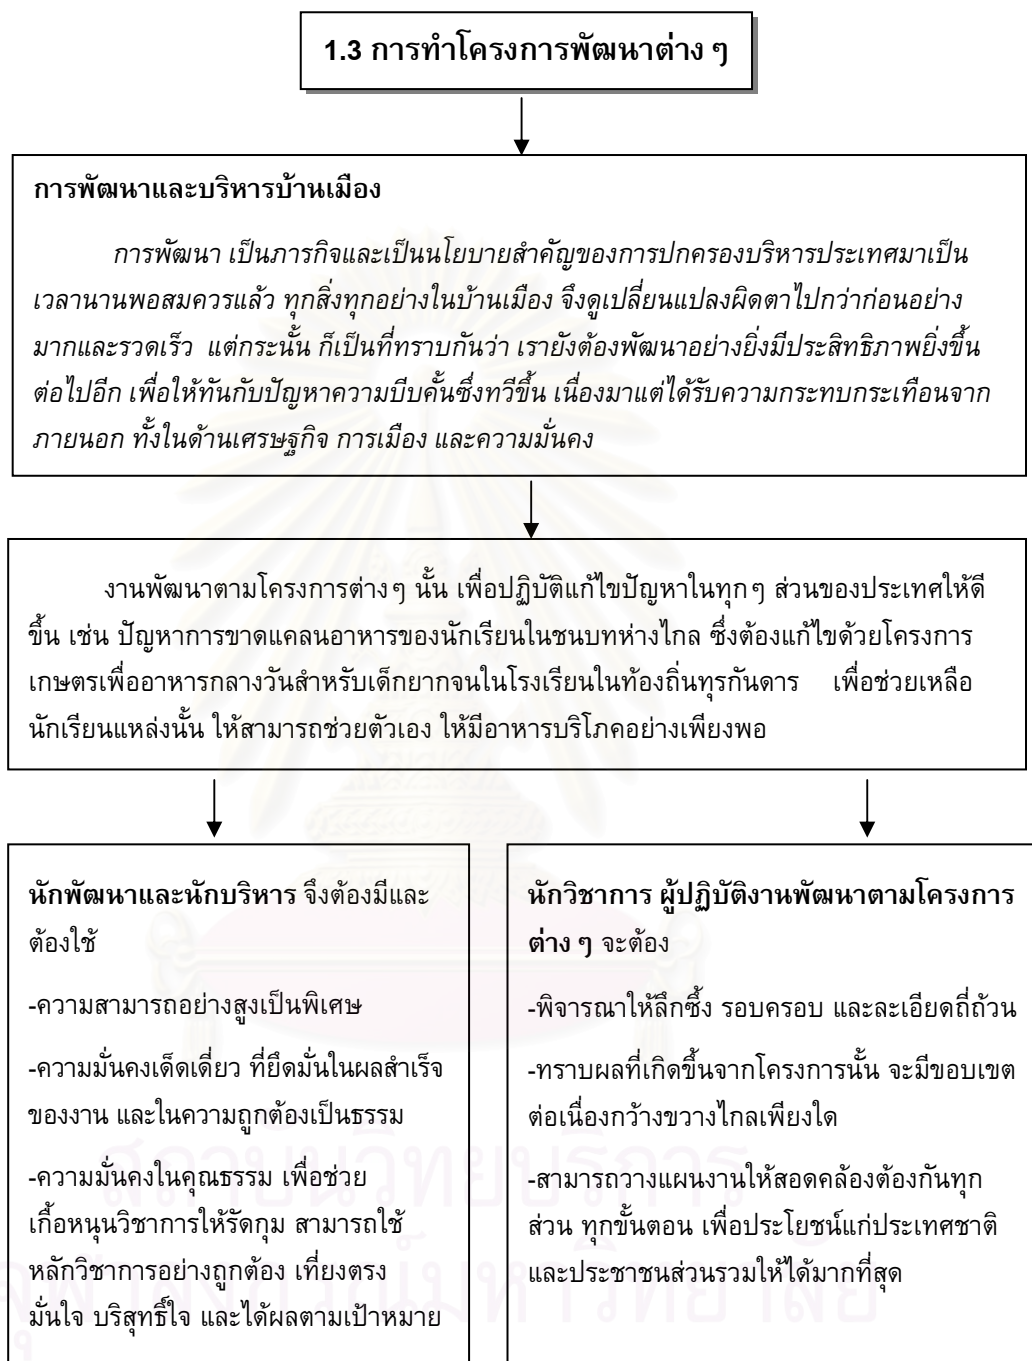 1.3 การทำโครงการพัฒนาต่าง ๆ
การพัฒนาและบริหารบ้านเมือง
การพัฒนา เป็นภารกิจและเป็นนโยบายสำคัญของการปกครองบริหารประเทศมาเป็น
เวลานานพอสมควรแล้ว ทุกสิ่งทุกอย่างในบ้านเมือง จึงดูเปลี่ยนแปลงผิดตาไปกว่าก่อนอย่าง
มากและรวดเร็ว แต่กระนั้น ก็เป็นที่ทราบกันว่า เรายังต้องพัฒนาอย่างยิ่งมีประสิทธิภาพยิ่งขึ้น
ต่อไปอีก เพื่อให้ทันกับปัญหาความบีบคั้นซึ่งทวีขึ้น เนื่องมาแต่ได้รับความกระทบกระเทือนจาก
ภายนอก ทั้งในด้านเศรษฐกิจ การเมือง และความมั่นคง
งานพัฒนาตามโครงการต่าง ๆ นั้น เพื่อปฏิบัติแก้ไขปัญหาในทุก ๆ ส่วนของประเทศให้ดี
ขึ้น เช่น ปัญหาการขาดแคลนอาหารของนักเรียนในชนบทห่างไกล ซึ่งต้องแก้ไขด้วยโครงการ
เกษตรเพื่ออาหารกลางวันสำหรับเด็กยากจนในโรงเรียนในท้องถิ่นทุรกันดาร เพื่อช่วยเหลือ
นักเรียนแหล่งนั้น ให้สามารถช่วยตัวเอง ให้มีอาหารบริโภคอย่างเพียงพอ
นักพัฒนาและนักบริหาร จึงต้องมีและ
ต้องใช้
-ความสามารถอย่างสูงเป็นพิเศษ
-ความมั่นคงเด็ดเดี่ยว ที่ยึดมั่นในผลสำเร็จ
ของงาน และในความถูกต้องเป็นธรรม
-ความมั่นคงในคุณธรรม เพื่อช่วย
เกื้อหนุนวิชาการให้รัดกุม สามารถใช้
หลักวิชาการอย่างถูกต้อง เที่ยงตรง
มั่นใจ บริสุทธิ์ใจ และได้ผลตามเป้าหมาย
นักวิชาการ ผู้ปฏิบัติงานพัฒนาตามโครงการ
ต่าง ๆ จะต้อง
-พิจารณาให้ลึกซึ้ง รอบครอบ และละเอียดถี่ถ้วน
-ทราบผลที่เกิดขึ้นจากโครงการนั้น จะมีขอบเขต
ต่อเนื่องกว้างขวางไกลเพียงใด
-สามารถวางแผนงานให้สอดคล้องต้องกันทุก
ส่วน ทุกขั้นตอน เพื่อประโยชน์แก่ประเทศชาติ
และประชาชนส่วนรวมให้ได้มากที่สุด
สถาบันวิทยบริการ
จุฬาลงกรณ์มหาวิทยาลัย